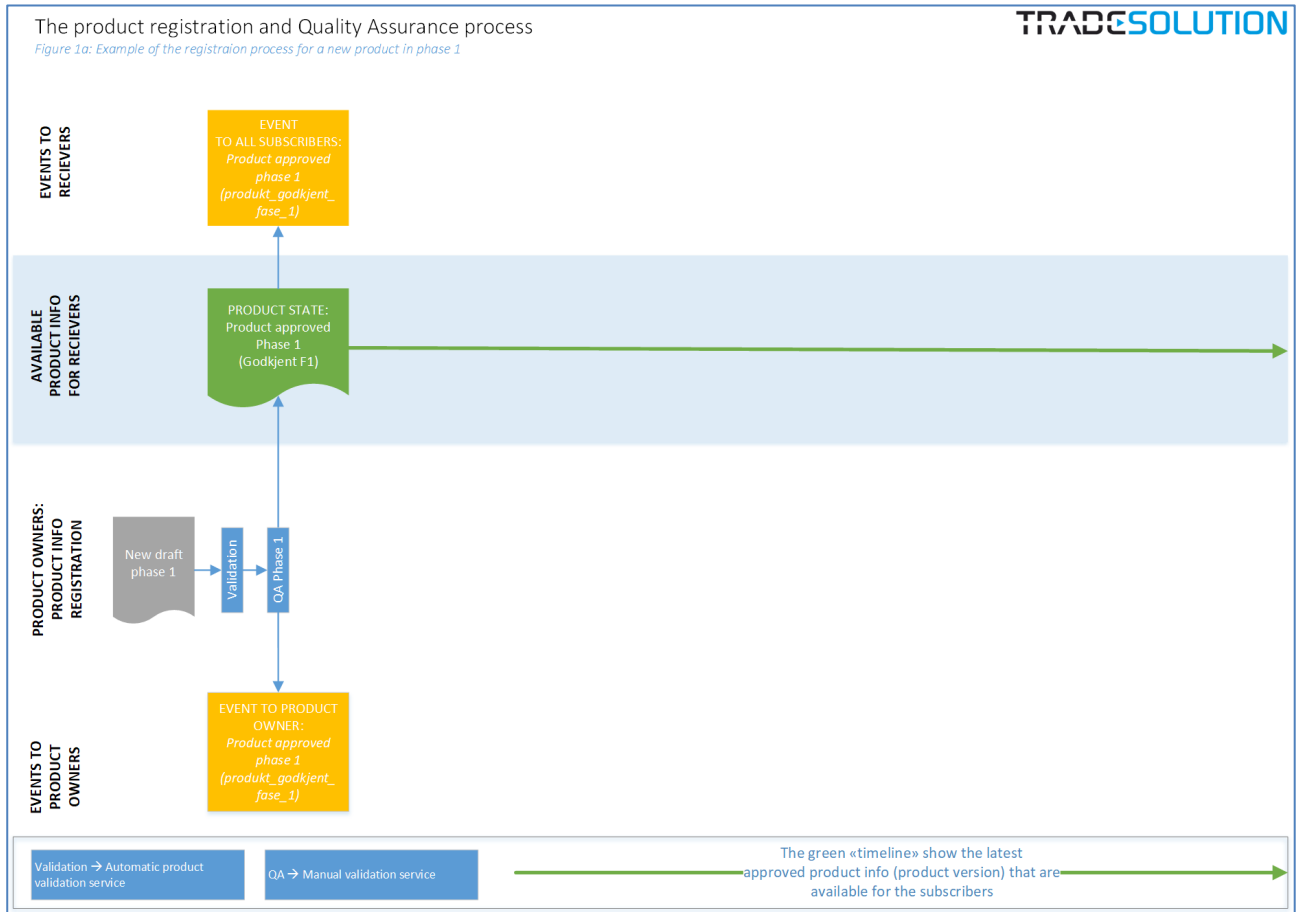 The product registration and Quality Assurance process
TRADESOLUTION
Figure 1a: Example of the registraion process for a new product in phase 1
EVENTS TO
RECIEVERS
EVENT
TO ALL SUBSCRIBERS:
Product approved
phase 1
(produkt_godkjent_
fase_1)
AVAILABLE
PRODUCT INFO
FOR RECIEVERS
PRODUCT STATE:
Product approved
Phase 1
(Godkjent F1)
PRODUCT OWNERS:
PRODUCT INFO
REGISTRATION
New draft
phase 1
Validation
QA Phase 1
EVENTS TO
PRODUCT
OWNERS
EVENT TO PRODUCT
OWNER:
Product approved
phase 1
(produkt_godkjent_
fase_1)
Validation → Automatic product
validation service
QA → Manual validation service
The green «timeline» show the latest
approved product info (product version) that are
available for the subscribers